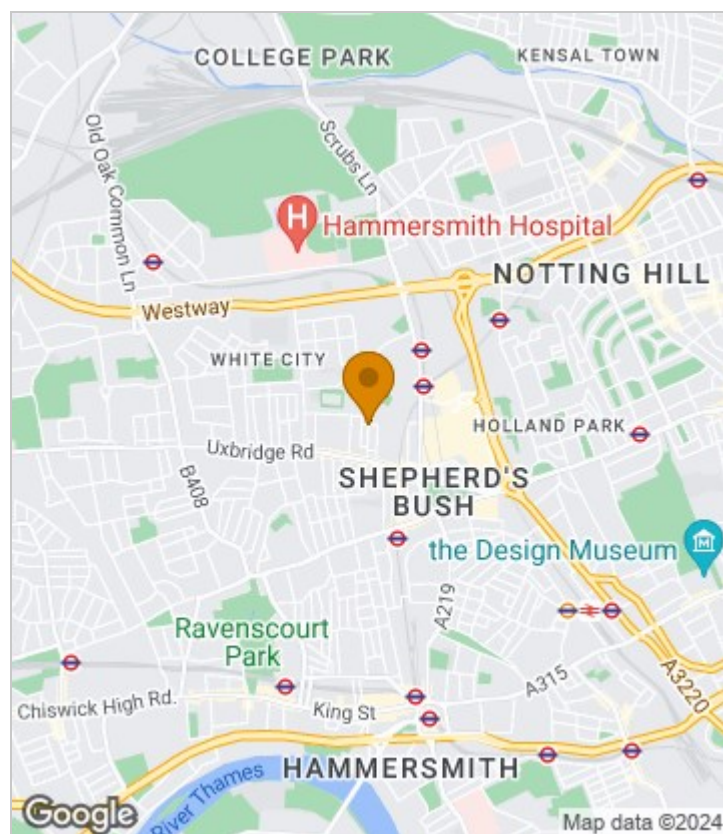 COLLEGE PARK
KENSAL TOWN
Old Oak Common Ln
Scrubs Ln
H
Hammersmith Hospital
NOTTING HILL
Westway
WHITE CITY
HOLLAND PARK
Uxbridge Rd
SHEPHERD'S
BUSH
B408
M
the Design Museum
A219
Ravenscourt
Park
A315
A3220
Chiswick High Rd.
King St
HAMMERSMITH
River Thames
Google
Map data ©2024